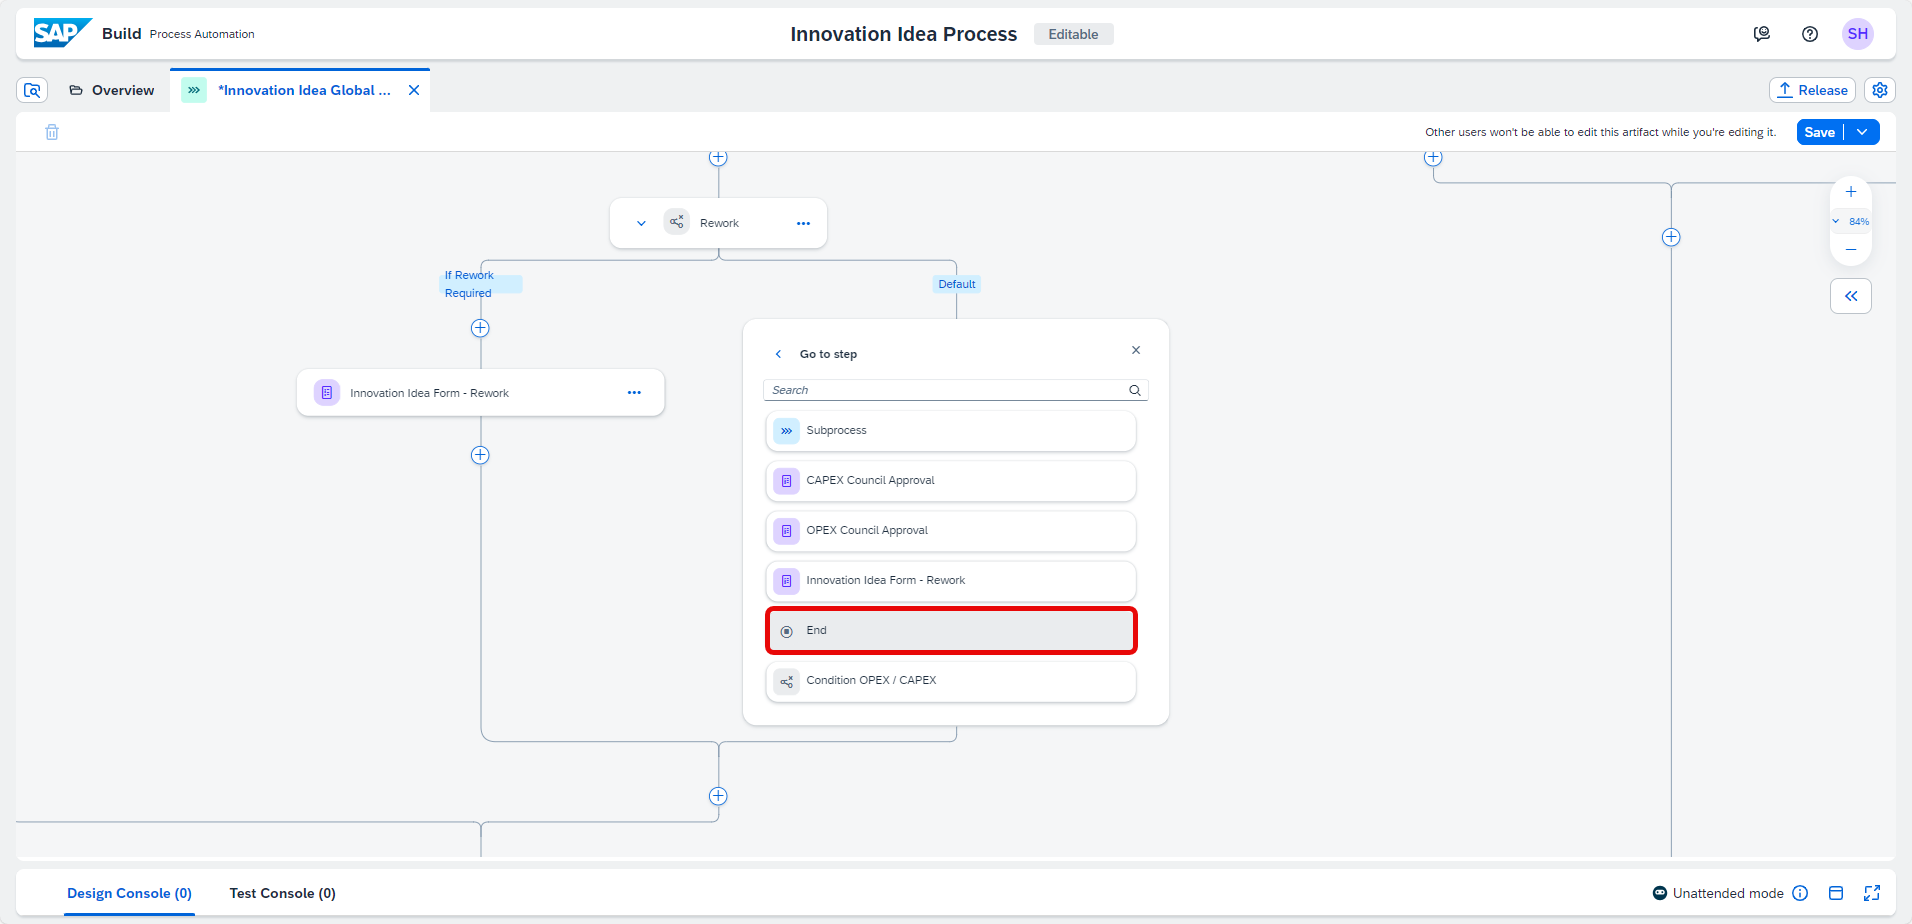 SAP Build Process Automation
Innovation Idea Process Editable
SH
Overview
*Innovation Idea Global ...
Release
Other users won't be able to edit this artifact while you're editing it.
Save
Rework
84%
If Rework
Required
Default
Go to step
Search
Innovation Idea Form - Rework
Subprocess
CAPEX Council Approval
OPEX Council Approval
Innovation Idea Form - Rework
End
Condition OPEX / CAPEX
Design Console (0)
Test Console (0)
Unattended mode